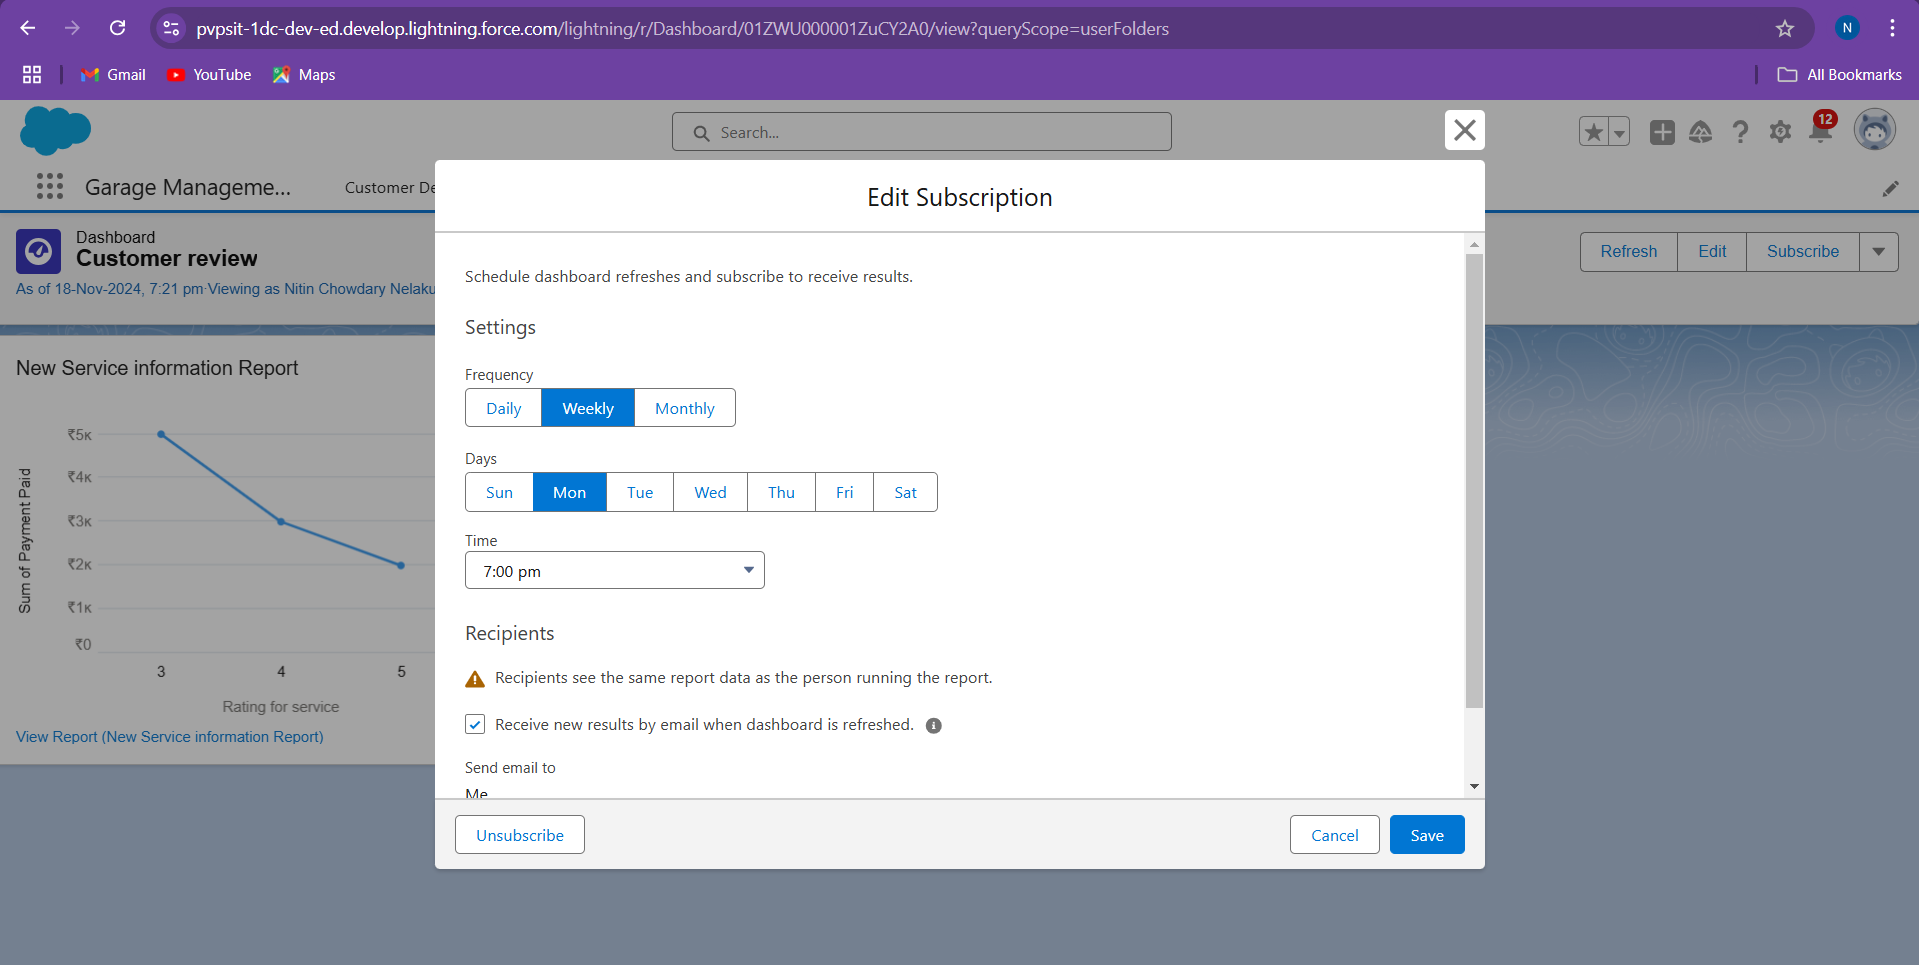 pvpsit-1dc-dev-ed.develop.lightning.force.com/lightning/r/Dashboard/01ZWU000001ZuCY2A0/view?queryScope=userFolders
N
Gmail
YouTube
Maps
All Bookmarks
Search...
12
Garage Manageme...
Customer De
Dashboard
Customer review
As of 18-Nov-2024, 7:21 pm·Viewing as Nitin Chowdary Nelaku
Refresh
Edit
Subscribe
New Service information Report
Sum of Payment Paid
₹5K
₹4K
₹3K
₹2K
₹1K
₹0
3
4
5
Rating for service
View Report (New Service information Report)
Edit Subscription
Schedule dashboard refreshes and subscribe to receive results.
Settings
Frequency
Daily
Weekly
Monthly
Days
Sun
Mon
Tue
Wed
Thu
Fri
Sat
Time
7:00 pm
Recipients
Recipients see the same report data as the person running the report.
Receive new results by email when dashboard is refreshed.
Send email to
Me
Unsubscribe
Cancel
Save